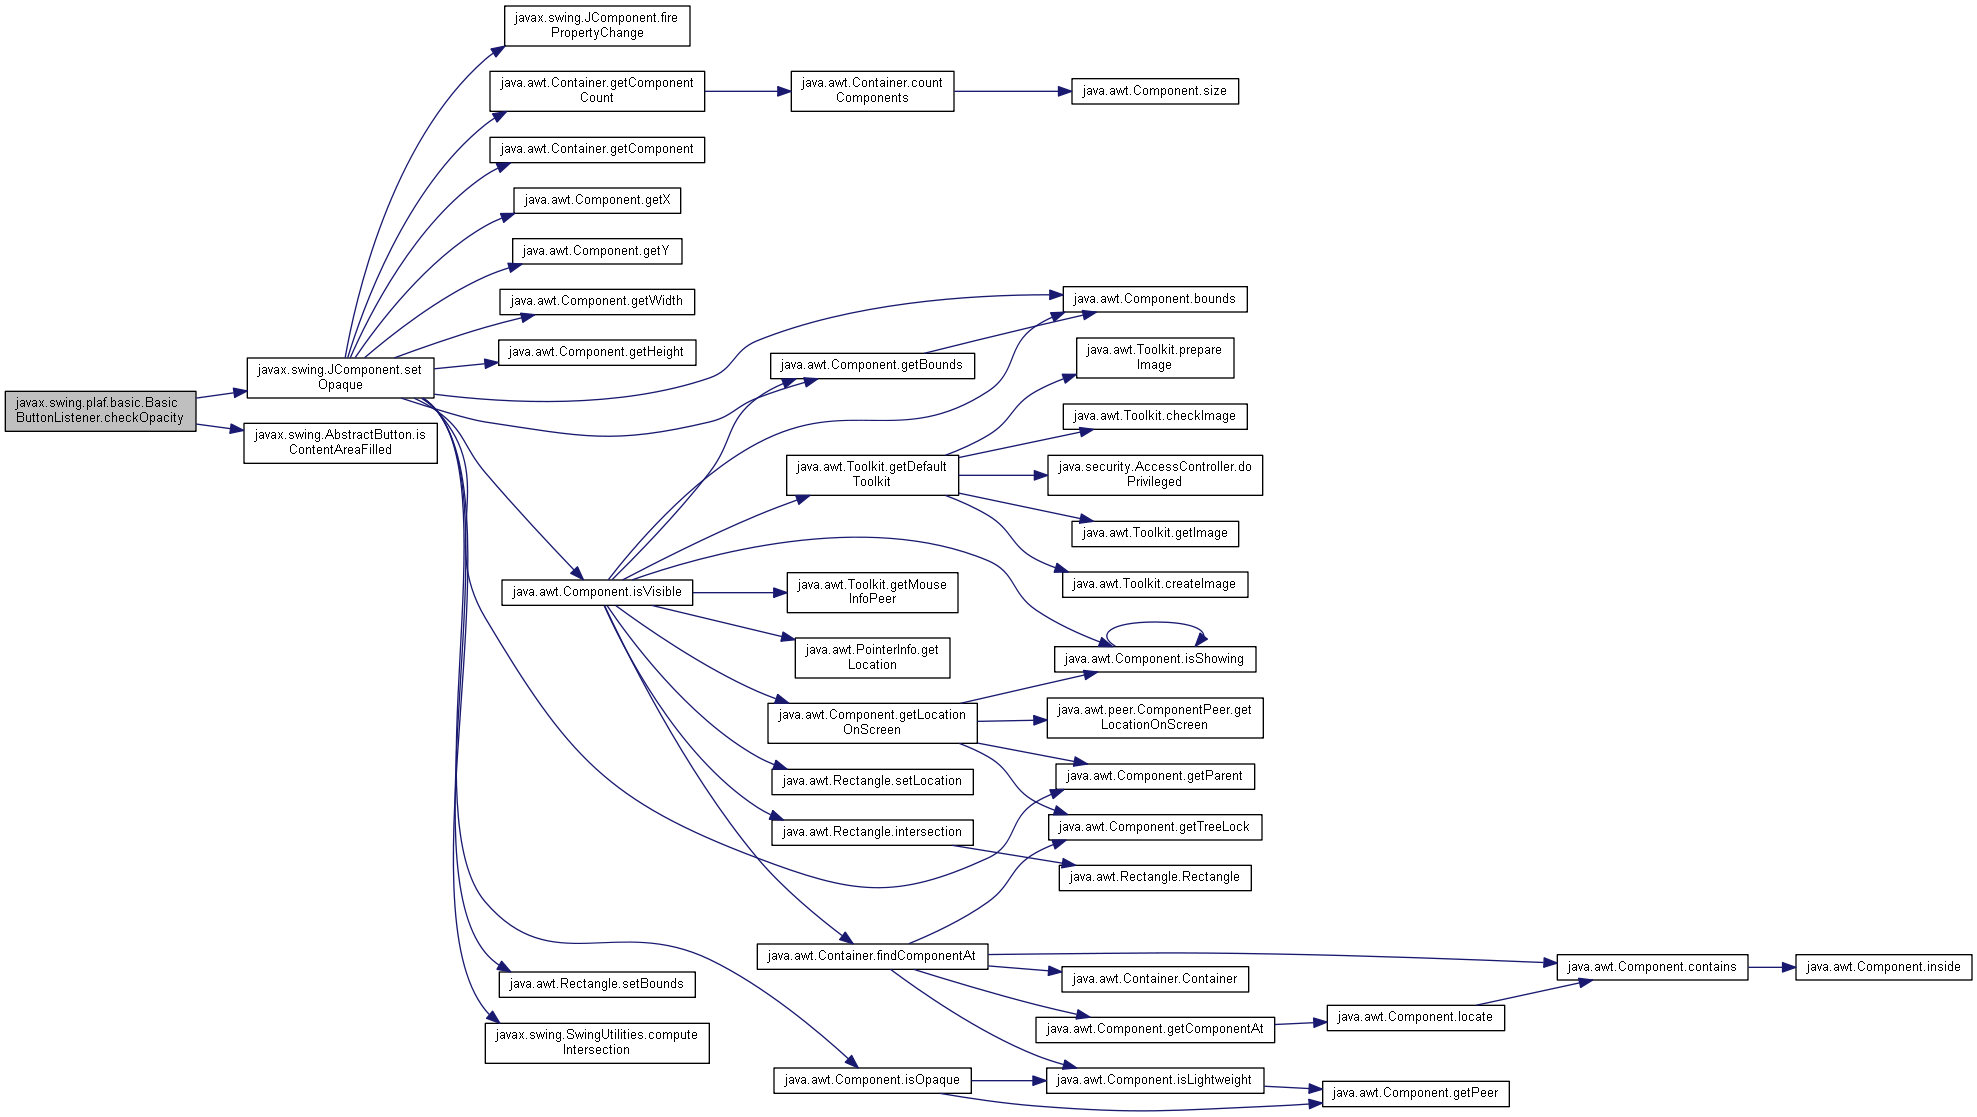 javax.swing.plaf.basic.Basic
ButtonListener.checkOpacity
javax.swing.JComponent.set
Opaque
javax.swing.AbstractButton.is
ContentAreaFilled
javax.swing.JComponent.fire
PropertyChange
java.awt.Container.getComponent
Count
java.awt.Container.getComponent
java.awt.Component.getX
java.awt.Component.getY
java.awt.Component.getWidth
java.awt.Component.getHeight
java.awt.Component.isVisible
java.awt.Rectangle.setBounds
javax.swing.SwingUtilities.compute
Intersection
java.awt.Container.count
Components
java.awt.Component.getBounds
java.awt.Toolkit.getDefault
Toolkit
java.awt.Toolkit.getMouse
InfoPeer
java.awt.PointerInfo.get
Location
java.awt.Component.getLocation
OnScreen
java.awt.Rectangle.setLocation
java.awt.Rectangle.intersection
java.awt.Container.findComponentAt
java.awt.Component.isOpaque
java.awt.Component.size
java.awt.Component.bounds
java.awt.Toolkit.prepare
Image
java.awt.Toolkit.checkImage
java.security.AccessController.do
Privileged
java.awt.Toolkit.getImage
java.awt.Toolkit.createImage
java.awt.Component.isShowing
java.awt.peer.ComponentPeer.get
LocationOnScreen
java.awt.Component.getParent
java.awt.Component.getTreeLock
java.awt.Rectangle.Rectangle
java.awt.Container.Container
java.awt.Component.getComponentAt
java.awt.Component.isLightweight
java.awt.Component.locate
java.awt.Component.getPeer
java.awt.Component.contains
java.awt.Component.inside